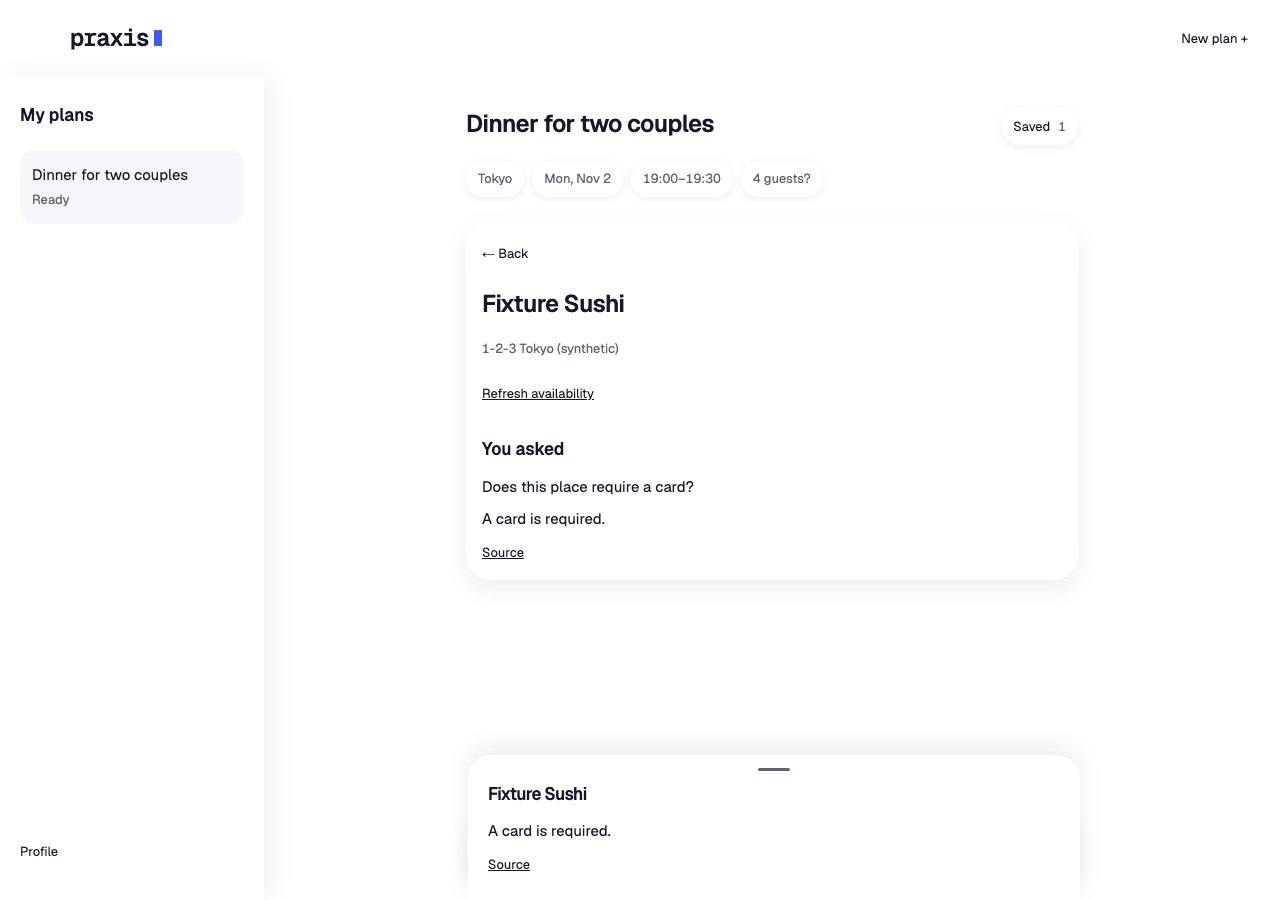 praxis
New plan +
My plans
Dinner for two couples
Ready
Profile
Dinner for two couples
Saved 1
Tokyo
Mon, Nov 2
19:00–19:30
4 guests?
← Back
Fixture Sushi
1-2-3 Tokyo (synthetic)
Refresh availability
You asked
Does this place require a card?
A card is required.
Source
Fixture Sushi
A card is required.
Source